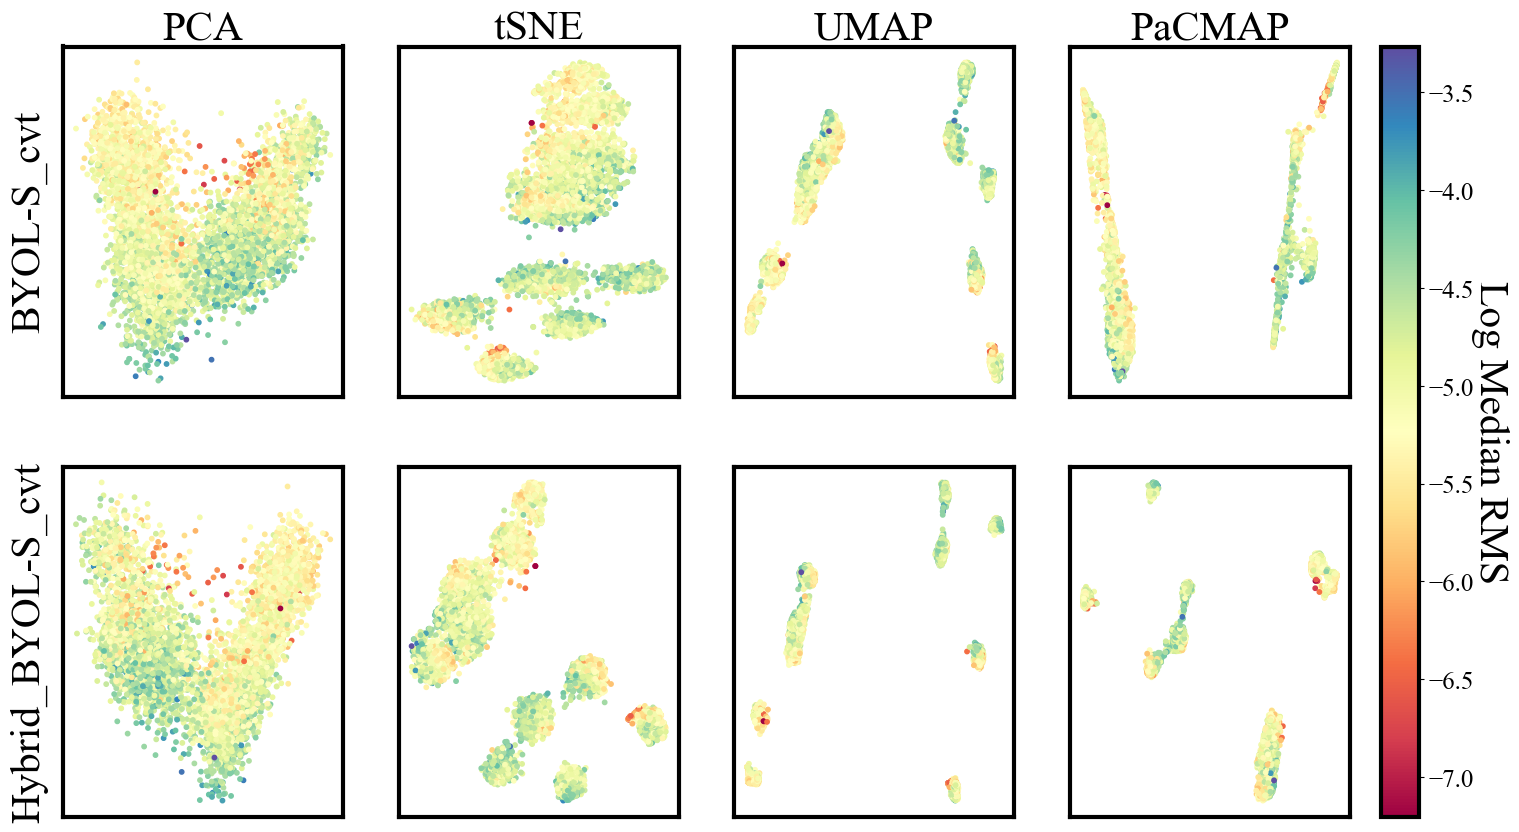 PCA
tSNE
UMAP
PaCMAP
BYOL-S_cvt
Hybrid_BYOL-S_cvt
−3.5
−4.0
−4.5
−5.0
−5.5
−6.0
−6.5
−7.0
Log Median RMS